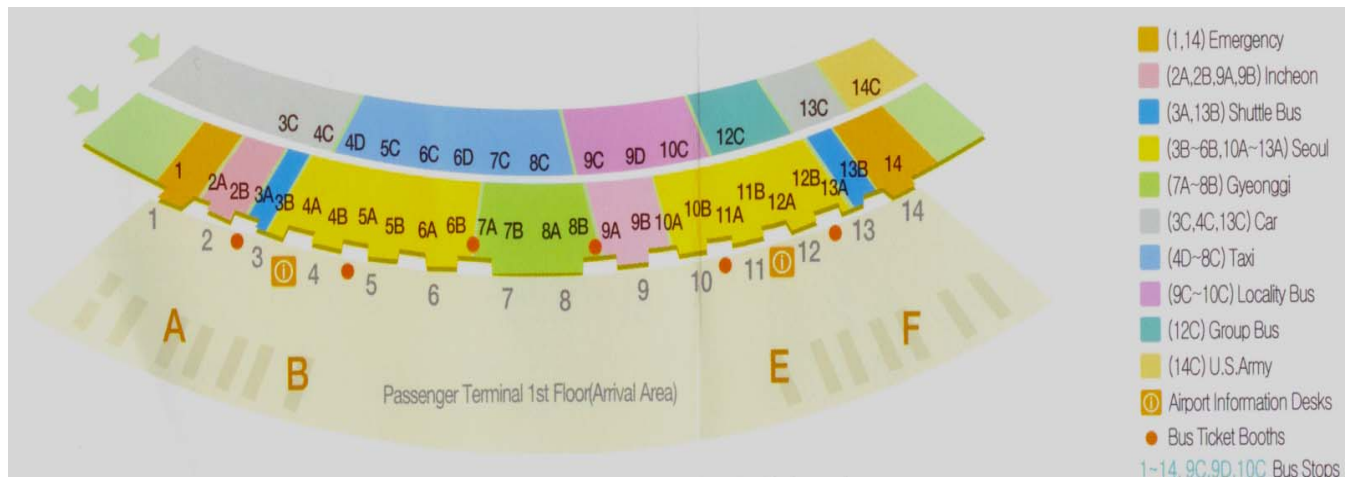 3C 4C 4D 5C 6C 6D 7C 8C 9C 9D 10C 12C 13C 14C
1 2A 2B 3A 3B 4A 4B 5A 5B 6A 6B 7A 7B 8A 8B 9A 9B 10A 10B 11A 11B 12A 12B 13A 13B 14
1 2 3 4 5 6 7 8 9 10 11 12 13 14
A B E F
Passenger Terminal 1st Floor(Arrival Area)
(1,14) Emergency
(2A,2B,9A,9B) Incheon
(3A,13B) Shuttle Bus
(3B~6B,10A~13A) Seoul
(7A~8B) Gyeonggi
(3C,4C,13C) Car
(4D~8C) Taxi
(9C~10C) Locality Bus
(12C) Group Bus
(14C) U.S.Army
Airport Information Desks
Bus Ticket Booths
1~14, 9C,9D,10C Bus Stops